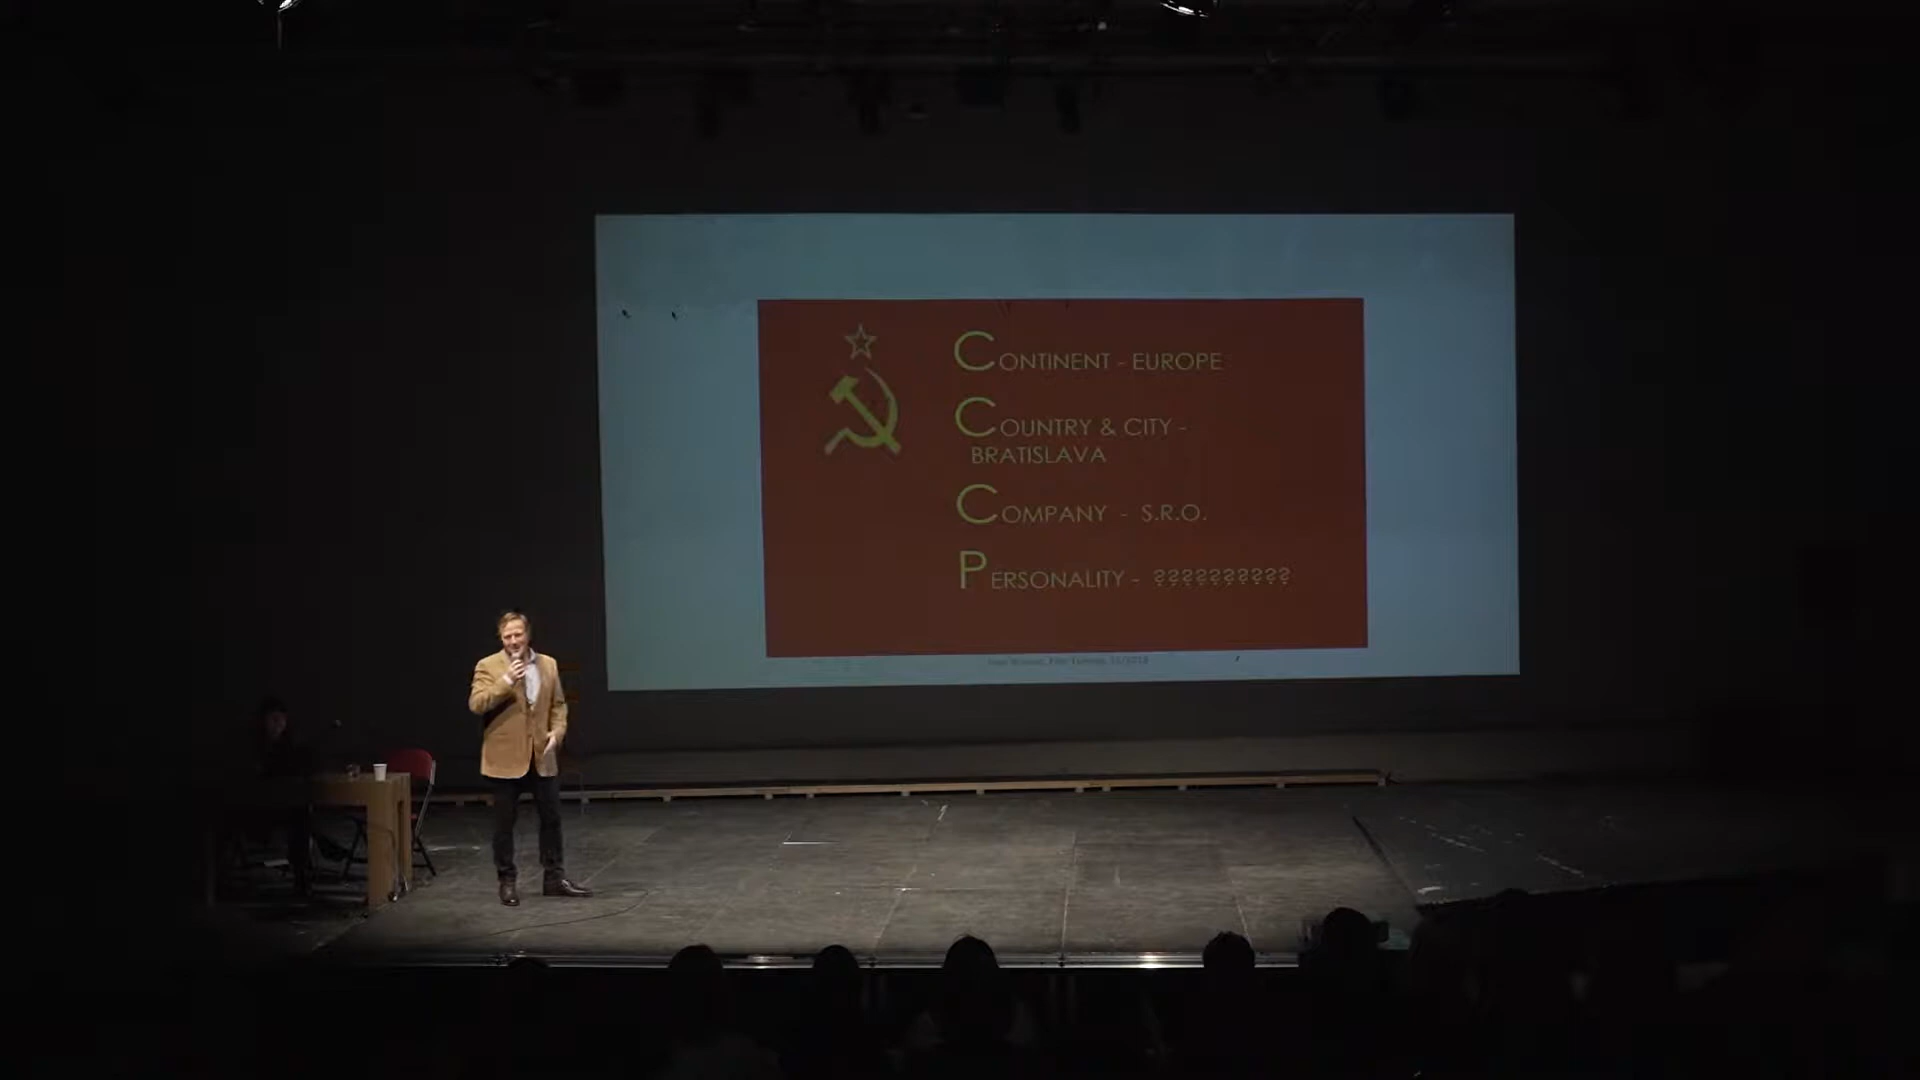 CONTINENT - EUROPE
COUNTRY & CITY -
BRATISLAVA
COMPANY - S.R.O.
PERSONALITY - ??????????